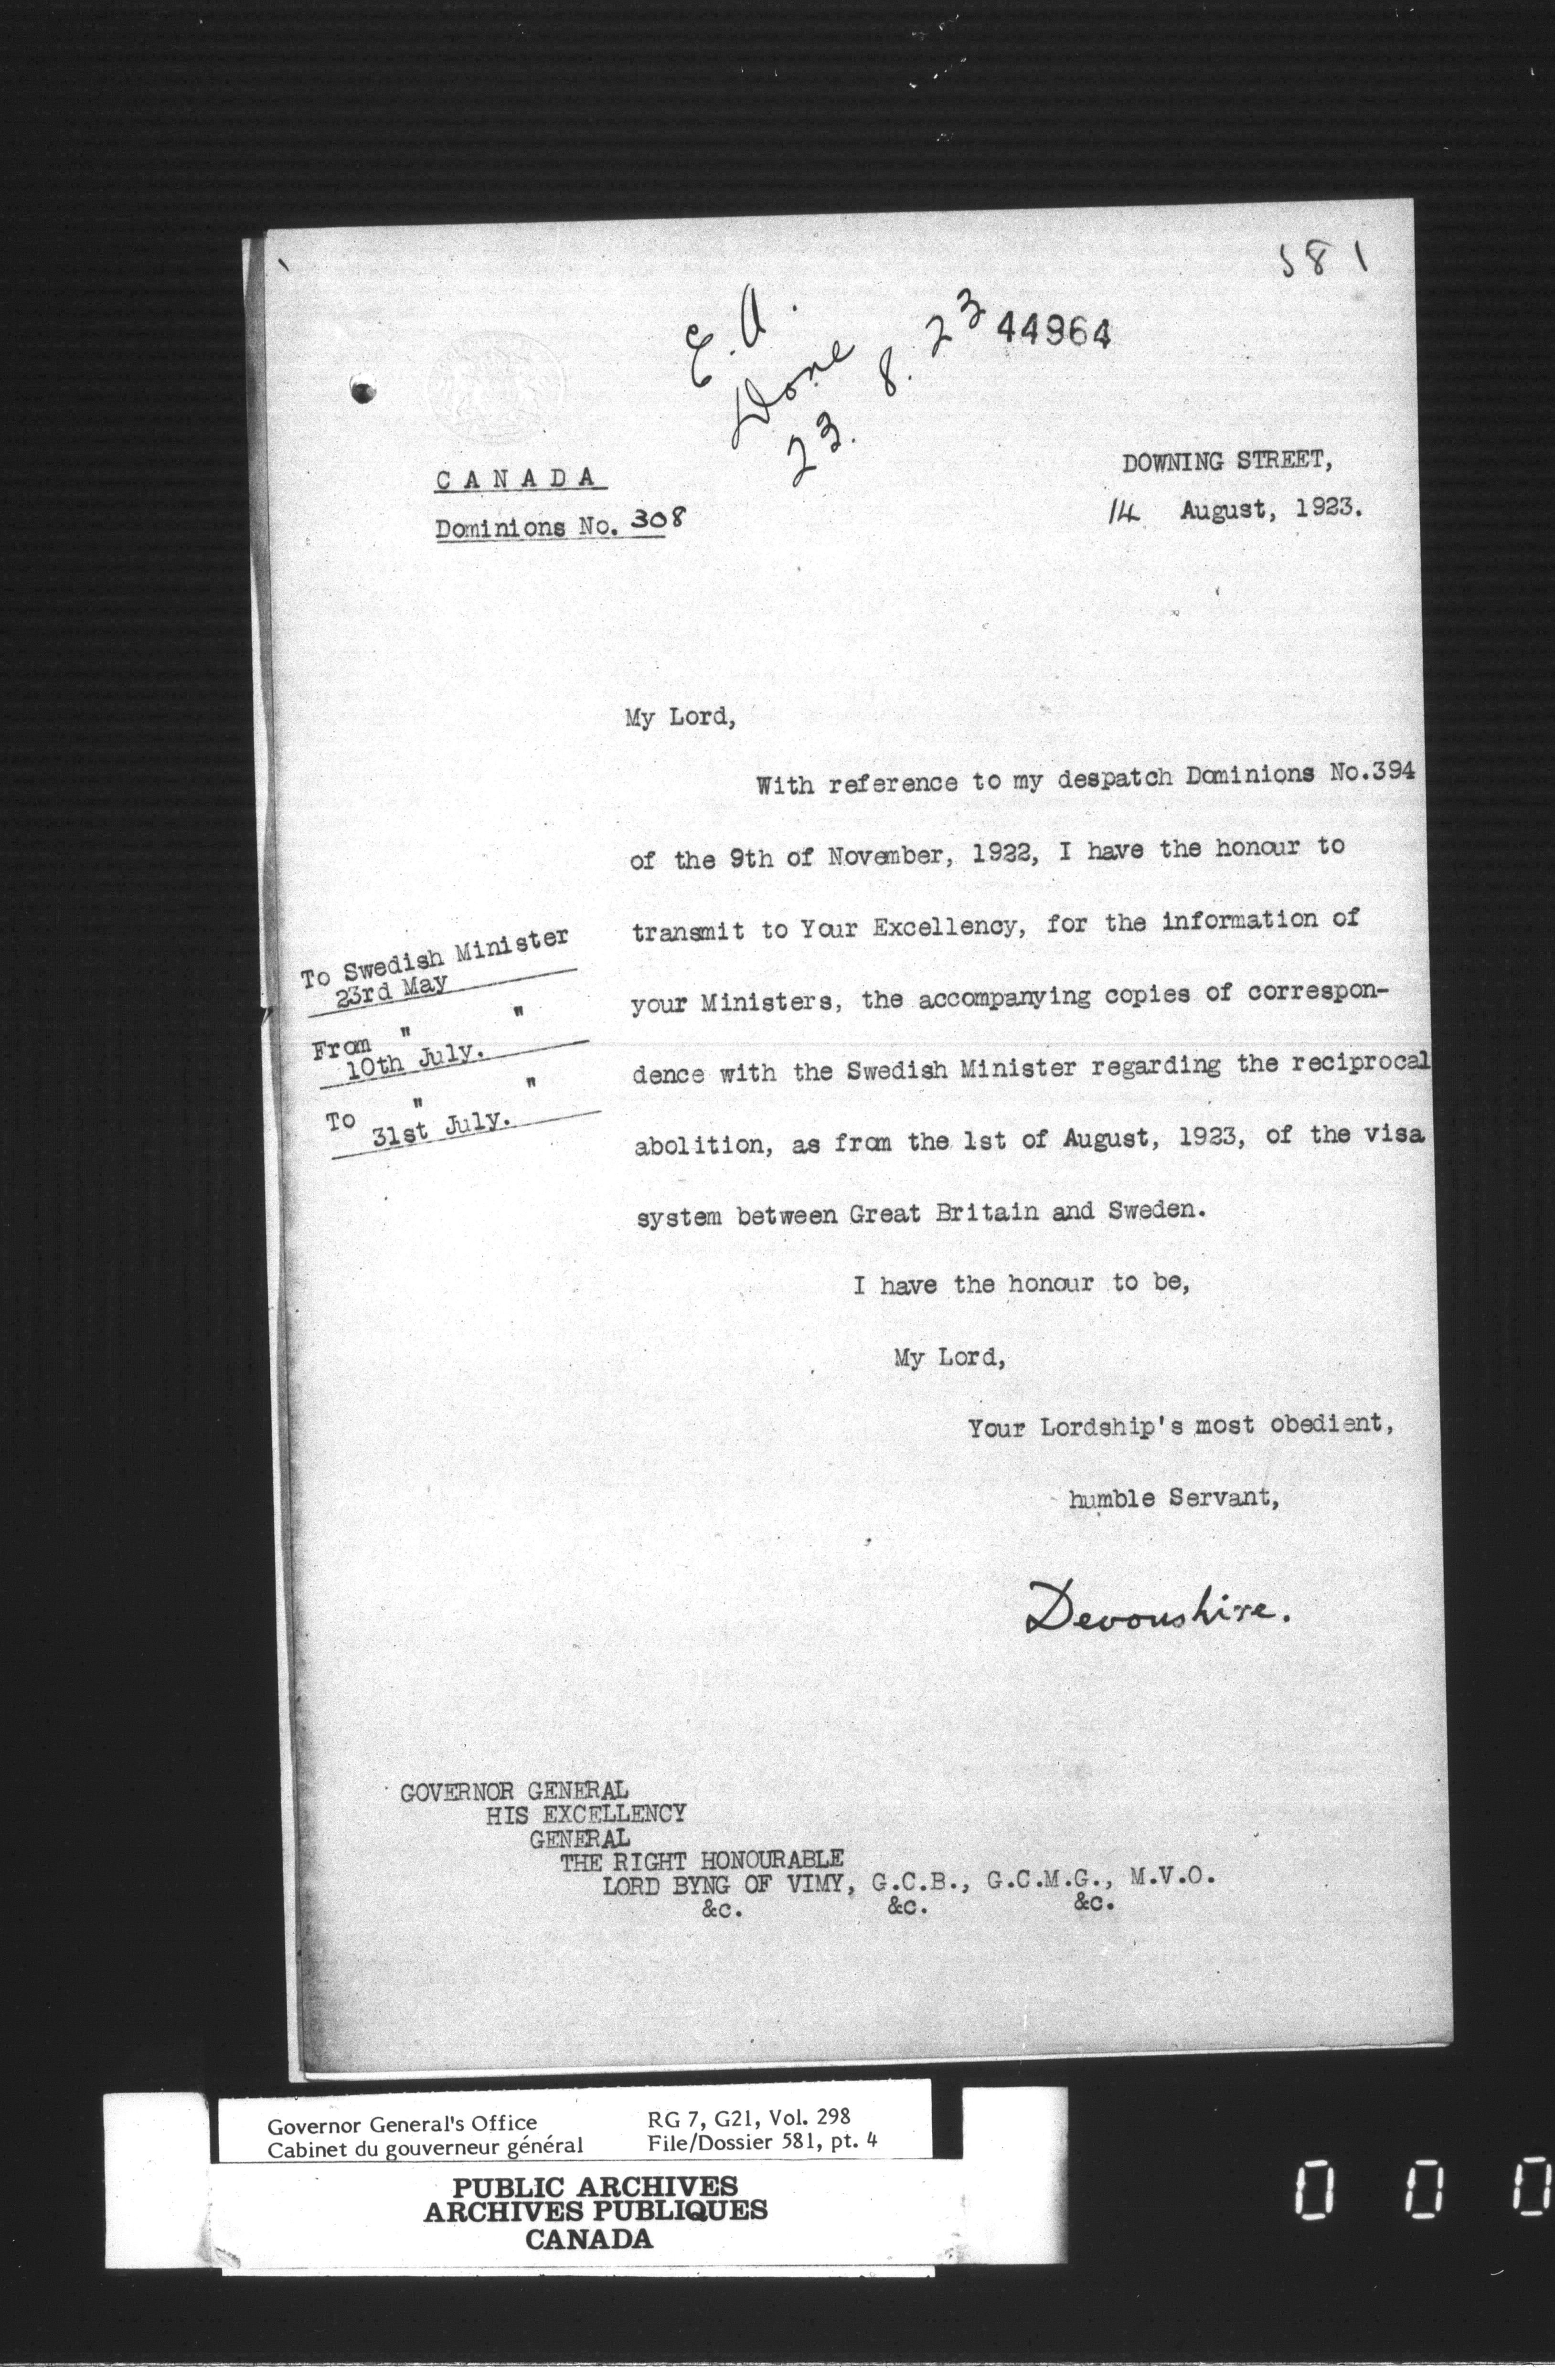 581
E.A.
Done
23. 8. 23
44964
CANADA
Dominions No. 308
DOWNING STREET,
14 August, 1923.
My Lord,
With reference to my despatch Dominions No.394
of the 9th of November, 1922, I have the honour to
transmit to Your Excellency, for the information of
your Ministers, the accompanying copies of correspon-
dence with the Swedish Minister regarding the reciprocal
abolition, as from the 1st of August, 1923, of the visa
system between Great Britain and Sweden.
To Swedish Minister
23rd May
From " "
10th July.
To " "
31st July.
I have the honour to be,
My Lord,
Your Lordship's most obedient,
humble Servant,
Devonshire.
GOVERNOR GENERAL
HIS EXCELLENCY
GENERAL
THE RIGHT HONOURABLE
LORD BYNG OF VIMY, G.C.B., G.C.M.G., M.V.O.
&c. &c. &c.
Governor General's Office RG 7, G21, Vol. 298
Cabinet du gouverneur général File/Dossier 581, pt. 4
PUBLIC ARCHIVES
ARCHIVES PUBLIQUES
CANADA
0 0 0